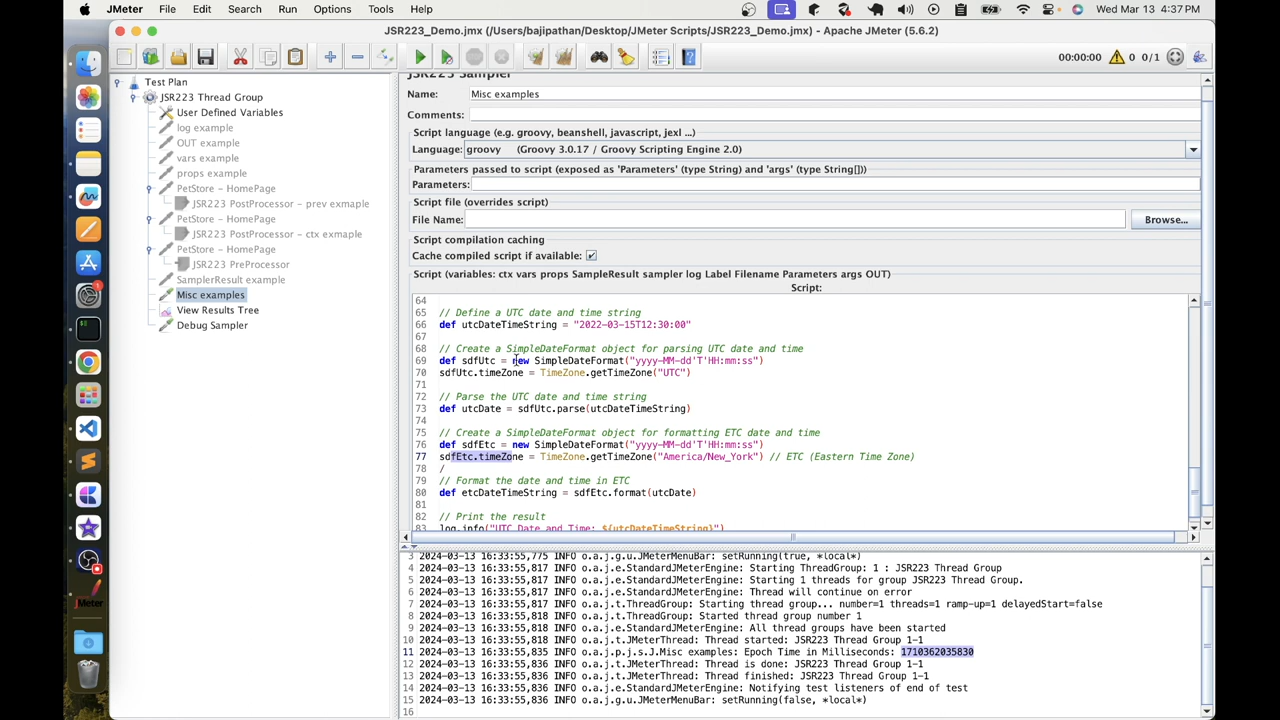 JMeter File Edit Search Run Options Tools Help
Wed Mar 13 4:37 PM
JSR223_Demo.jmx (/Users/bajipathan/Desktop/JMeter Scripts/JSR223_Demo.jmx) - Apache JMeter (5.6.2)
00:00:00 0 0/1
Test Plan
JSR223 Thread Group
User Defined Variables
log example
OUT example
vars example
props example
PetStore - HomePage
JSR223 PostProcessor - prev exmaple
PetStore - HomePage
JSR223 PostProcessor - ctx exmaple
PetStore - HomePage
JSR223 PreProcessor
SamplerResult example
Misc examples
View Results Tree
Debug Sampler
JSR223 Sampler
Name: Misc examples
Comments:
Script language (e.g. groovy, beanshell, javascript, jexl ...)
Language: groovy (Groovy 3.0.17 / Groovy Scripting Engine 2.0)
Parameters passed to script (exposed as 'Parameters' (type String) and 'args' (type String[]))
Parameters:
Script file (overrides script)
File Name: Browse...
Script compilation caching
Cache compiled script if available:
Script (variables: ctx vars props SampleResult sampler log Label Filename Parameters args OUT)
Script:
64
65 // Define a UTC date and time string
66 def utcDateTimeString = "2022-03-15T12:30:00"
67
68 // Create a SimpleDateFormat object for parsing UTC date and time
69 def sdfUtc = new SimpleDateFormat("yyyy-MM-dd'T'HH:mm:ss")
70 sdfUtc.timeZone = TimeZone.getTimeZone("UTC")
71
72 // Parse the UTC date and time string
73 def utcDate = sdfUtc.parse(utcDateTimeString)
74
75 // Create a SimpleDateFormat object for formatting ETC date and time
76 def sdfEtc = new SimpleDateFormat("yyyy-MM-dd'T'HH:mm:ss")
77 sdfEtc.timeZone = TimeZone.getTimeZone("America/New_York") // ETC (Eastern Time Zone)
78 /
79 // Format the date and time in ETC
80 def etcDateTimeString = sdfEtc.format(utcDate)
81
82 // Print the result
83 log.info("UTC Date and Time: ${utcDateTimeString}")
3 2024-03-13 16:33:55,775 INFO o.a.j.g.u.JMeterMenuBar: setRunning(true, *local*)
4 2024-03-13 16:33:55,817 INFO o.a.j.e.StandardJMeterEngine: Starting ThreadGroup: 1 : JSR223 Thread Group
5 2024-03-13 16:33:55,817 INFO o.a.j.e.StandardJMeterEngine: Starting 1 threads for group JSR223 Thread Group.
6 2024-03-13 16:33:55,817 INFO o.a.j.e.StandardJMeterEngine: Thread will continue on error
7 2024-03-13 16:33:55,817 INFO o.a.j.t.ThreadGroup: Starting thread group... number=1 threads=1 ramp-up=1 delayedStart=false
8 2024-03-13 16:33:55,818 INFO o.a.j.t.ThreadGroup: Started thread group number 1
9 2024-03-13 16:33:55,818 INFO o.a.j.e.StandardJMeterEngine: All thread groups have been started
10 2024-03-13 16:33:55,818 INFO o.a.j.t.JMeterThread: Thread started: JSR223 Thread Group 1-1
11 2024-03-13 16:33:55,836 INFO o.a.j.p.j.s.J.Misc examples: Epoch Time in Milliseconds: 1710362035830
12 2024-03-13 16:33:55,836 INFO o.a.j.t.JMeterThread: Thread is done: JSR223 Thread Group 1-1
13 2024-03-13 16:33:55,836 INFO o.a.j.t.JMeterThread: Thread finished: JSR223 Thread Group 1-1
14 2024-03-13 16:33:55,836 INFO o.a.j.e.StandardJMeterEngine: Notifying test listeners of end of test
15 2024-03-13 16:33:55,836 INFO o.a.j.g.u.JMeterMenuBar: setRunning(false, *local*)
16